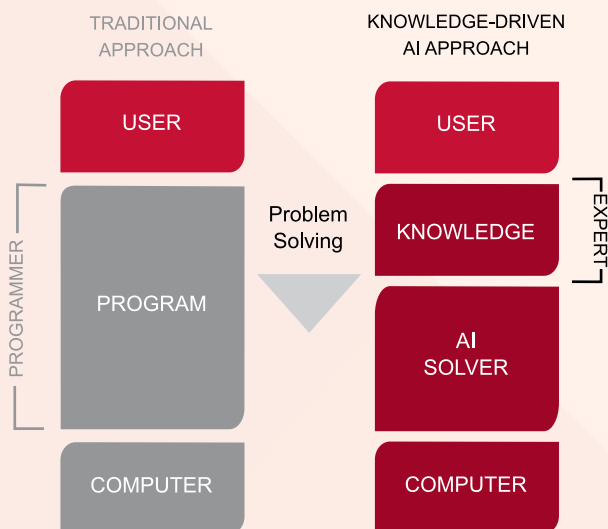 TRADITIONAL
APPROACH
USER
PROGRAMMER
PROGRAM
COMPUTER
Problem
Solving
KNOWLEDGE-DRIVEN
AI APPROACH
USER
KNOWLEDGE
EXPERT
AI
SOLVER
COMPUTER